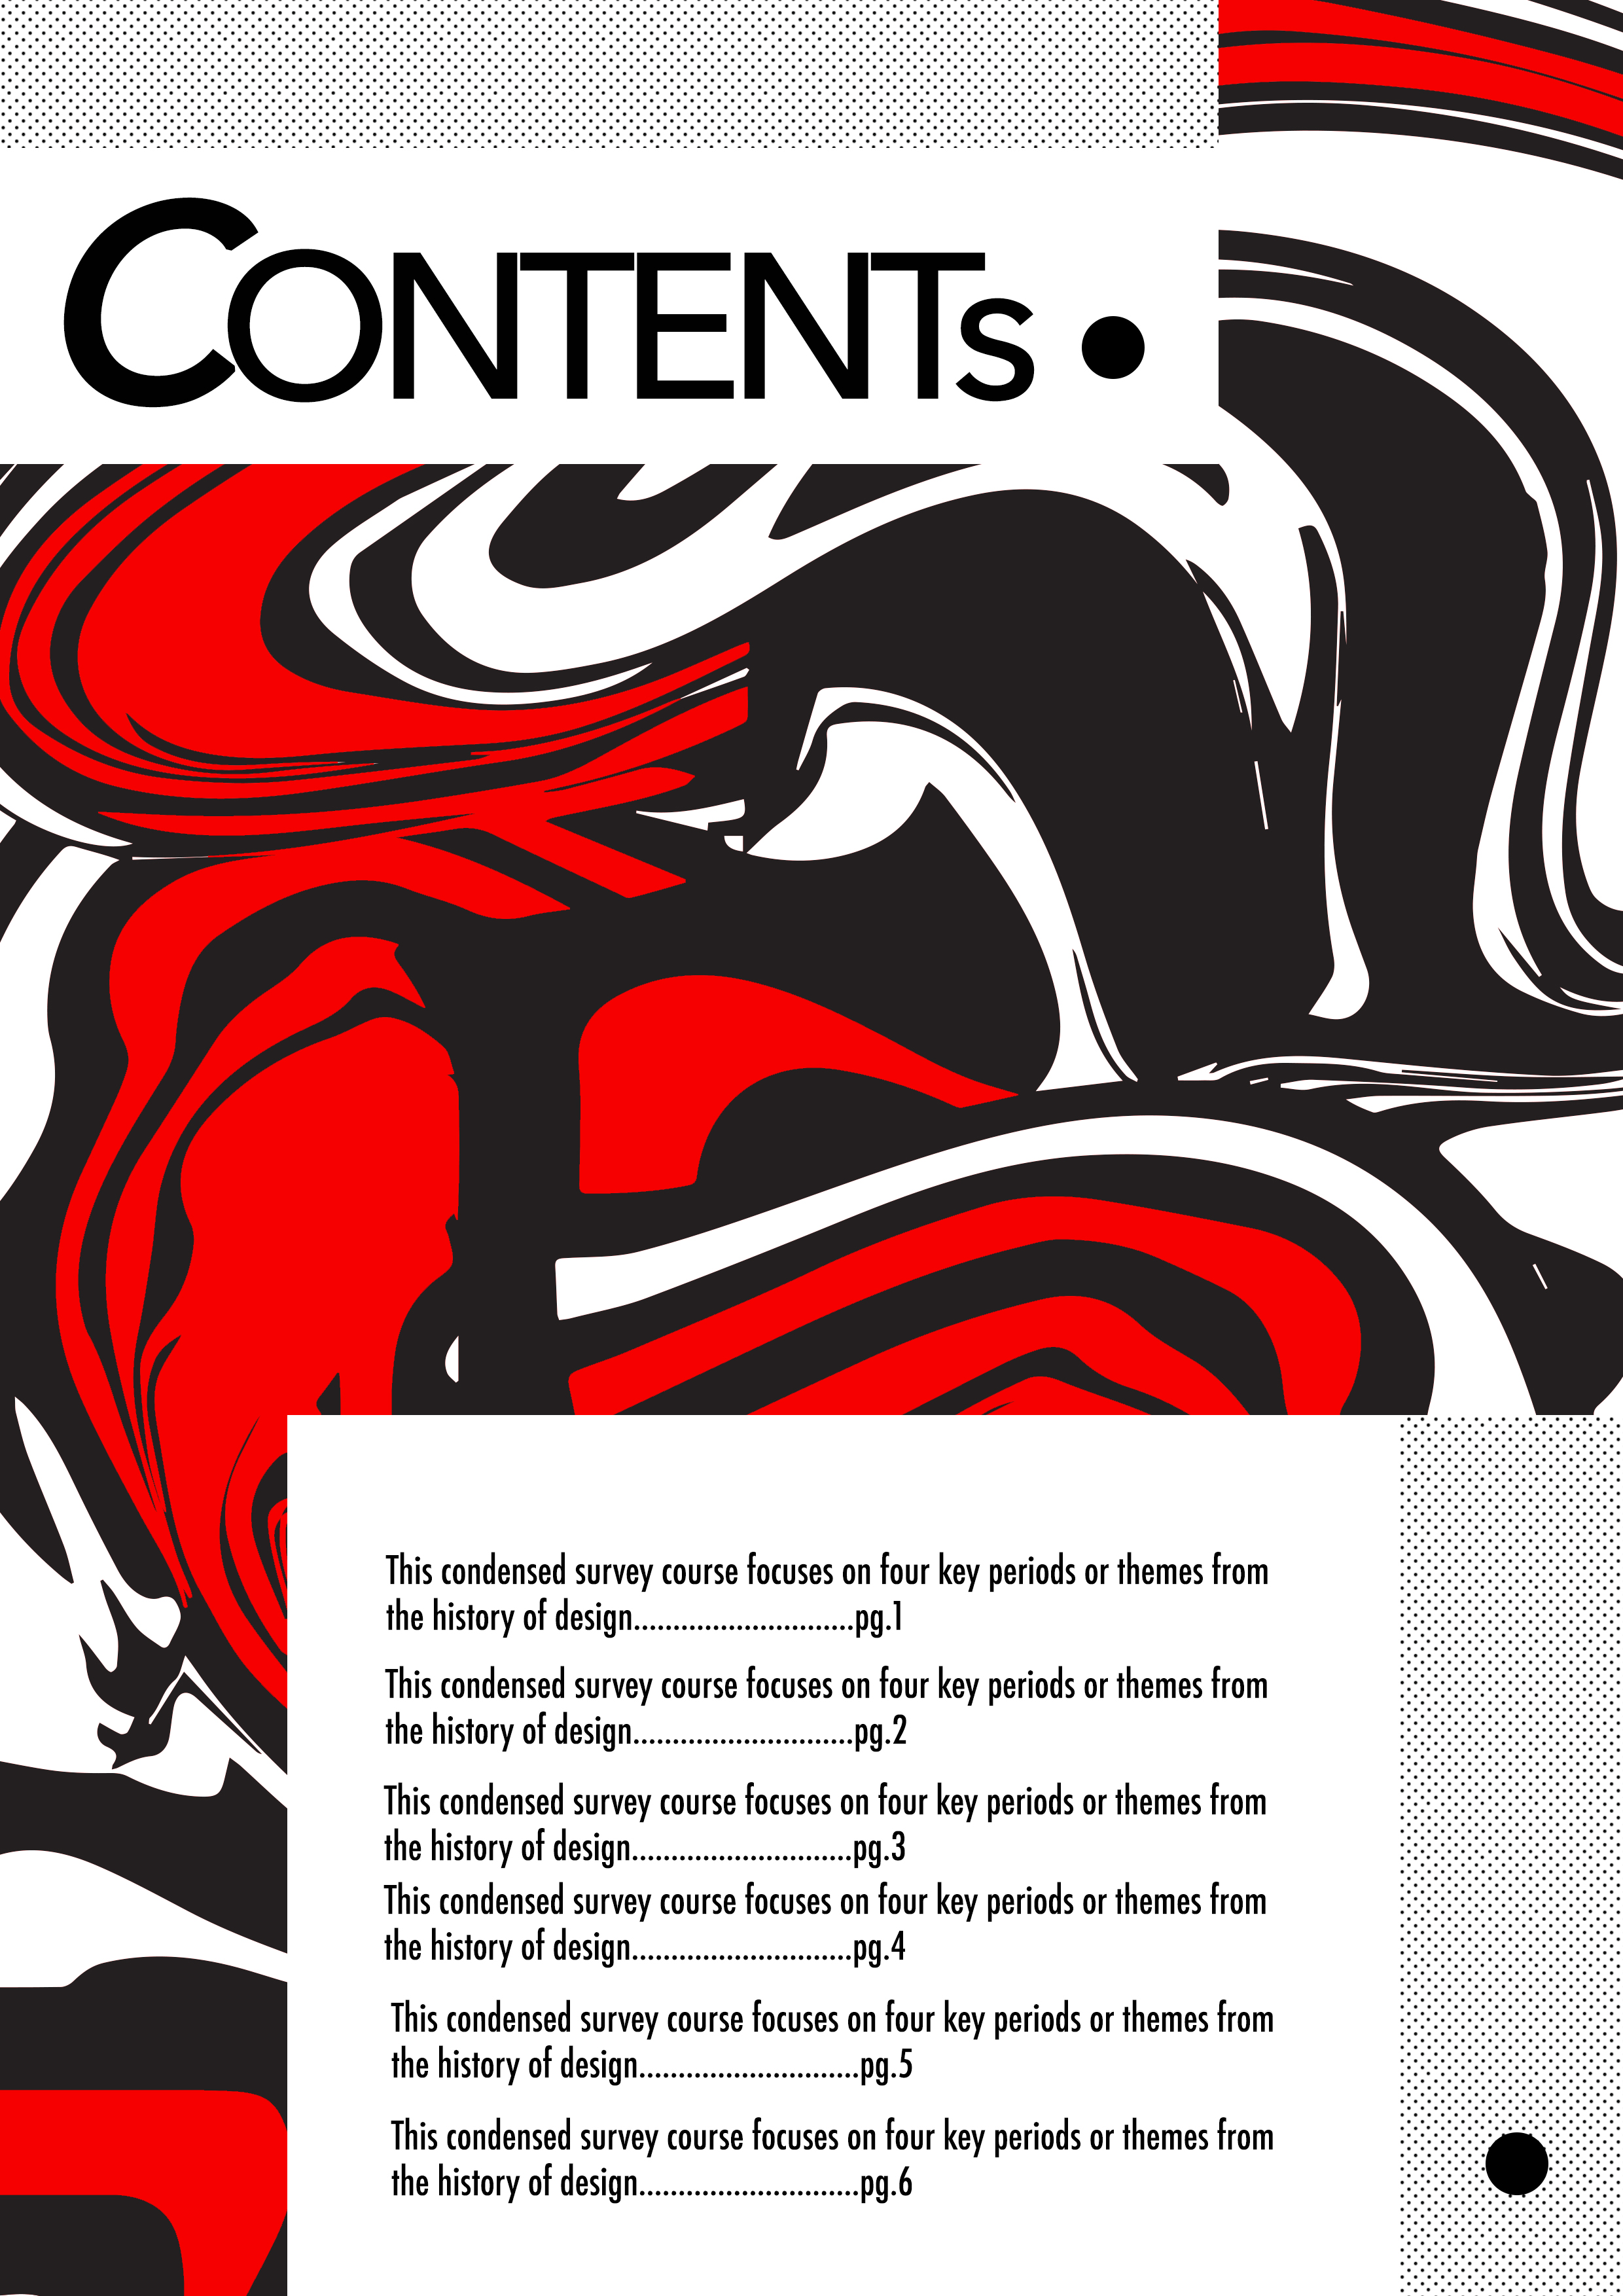 CONTENTs •
This condensed survey course focuses on four key periods or themes from
the history of design............................pg.1
This condensed survey course focuses on four key periods or themes from
the history of design............................pg.2
This condensed survey course focuses on four key periods or themes from
the history of design............................pg.3
This condensed survey course focuses on four key periods or themes from
the history of design............................pg.4
This condensed survey course focuses on four key periods or themes from
the history of design............................pg.5
This condensed survey course focuses on four key periods or themes from
the history of design............................pg.6